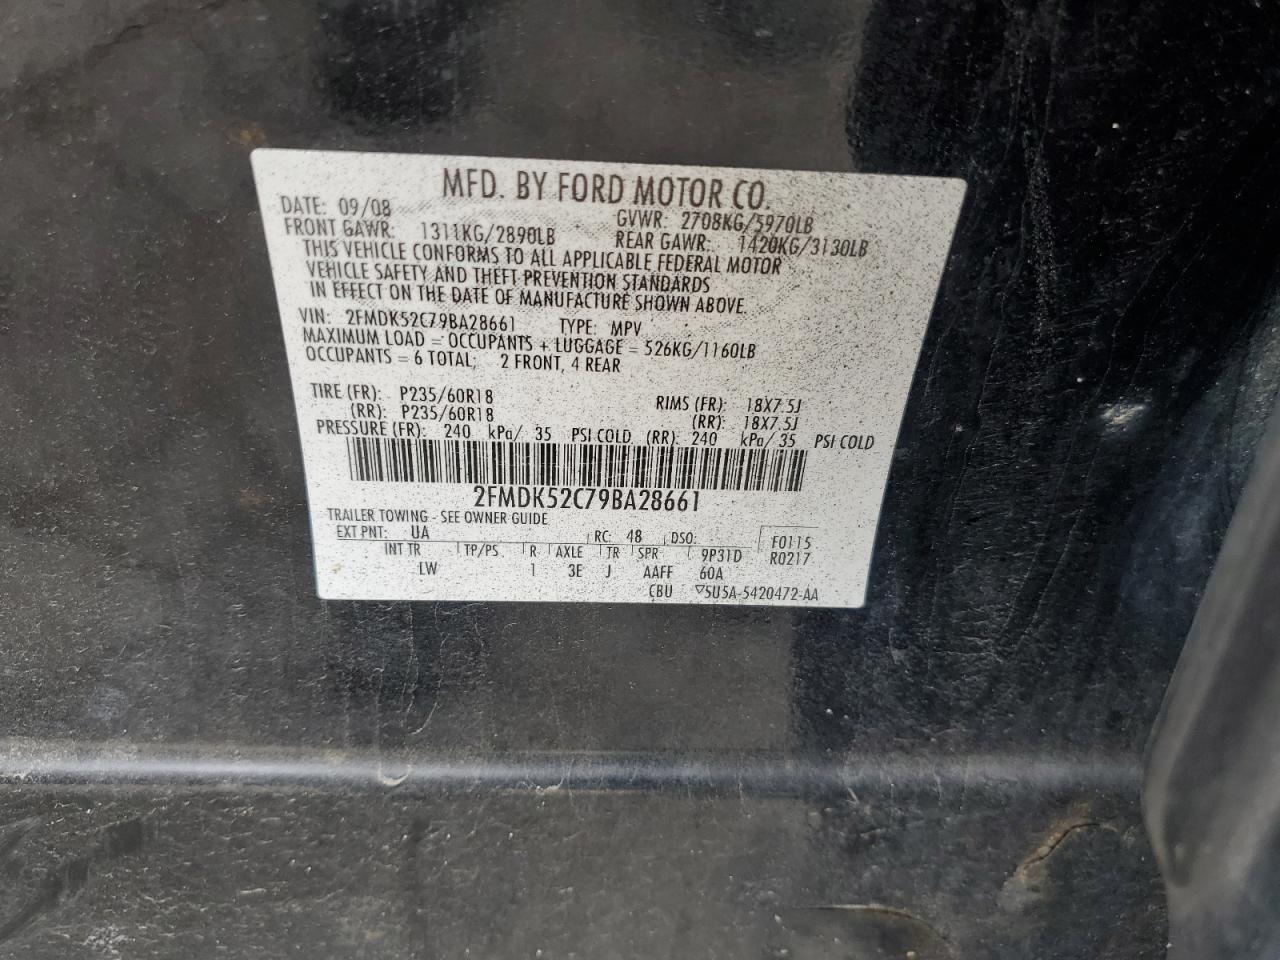 MFD. BY FORD MOTOR CO.
DATE: 09/08 GVWR: 2708KG/5970LB
FRONT GAWR: 1311KG/2890LB REAR GAWR: 1420KG/3130LB
THIS VEHICLE CONFORMS TO ALL APPLICABLE FEDERAL MOTOR
VEHICLE SAFETY AND THEFT PREVENTION STANDARDS
IN EFFECT ON THE DATE OF MANUFACTURE SHOWN ABOVE.
VIN: 2FMDK52C79BA28661 TYPE: MPV
MAXIMUM LOAD = OCCUPANTS + LUGGAGE = 526KG/1160LB
OCCUPANTS = 6 TOTAL; 2 FRONT, 4 REAR
TIRE (FR): P235/60R18 RIMS (FR): 18X7.5J
(RR): P235/60R18 (RR): 18X7.5J
PRESSURE (FR): 240 kPa/ 35 PSI COLD (RR): 240 kPa/ 35 PSI COLD
2FMDK52C79BA28661
TRAILER TOWING - SEE OWNER GUIDE
EXT PNT: UA RC: 48 DSO: F0115
INT TR TP/PS R AXLE TR SPR 9P31D R0217
LW 1 3E J AAFF 60A
CBU 5U5A-5420472-AA